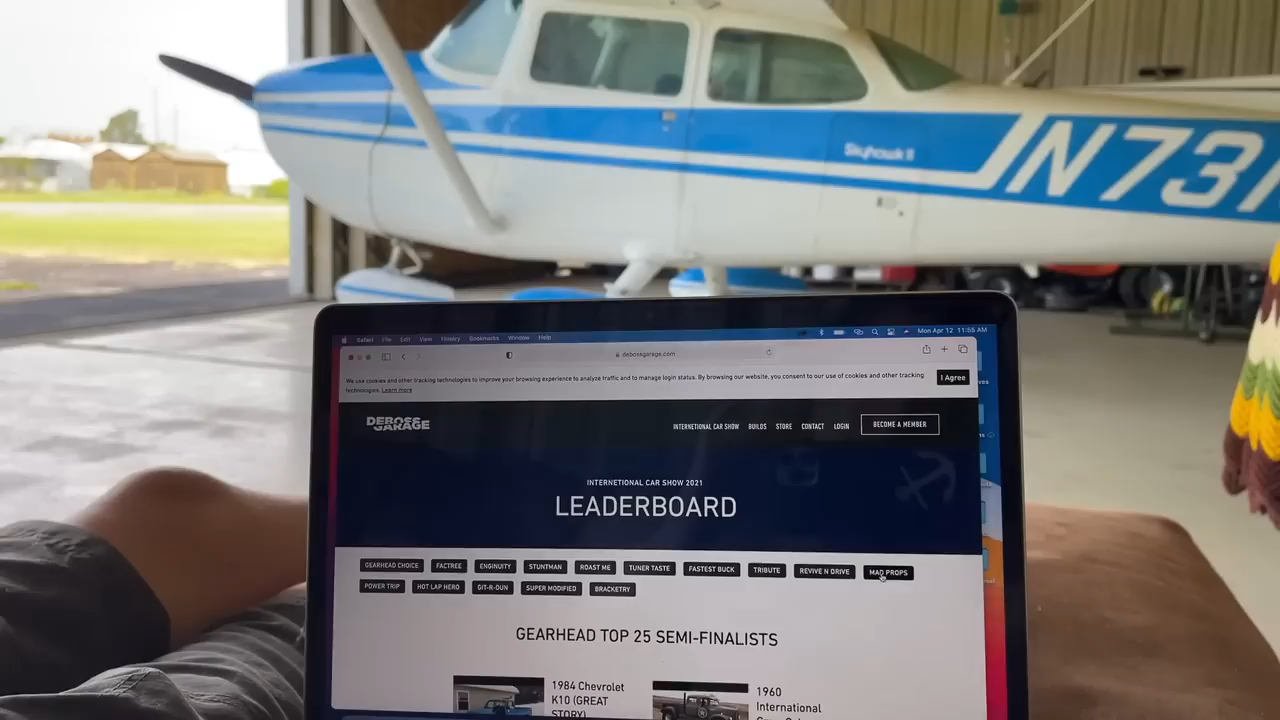 Skyhawk II
N73
Safari File Edit View History Bookmarks Window Help
Mon Apr 12 11:55 AM
debossgarage.com
We use cookies and other tracking technologies to improve your browsing experience to analyze traffic and to manage login status. By browsing our website, you consent to our use of cookies and other tracking
technologies. Learn more
I Agree
DEBOSS
GARAGE
INTERNATIONAL CAR SHOW BUILDS STORE CONTACT LOGIN BECOME A MEMBER
INTERNETIONAL CAR SHOW 2021
LEADERBOARD
GEARHEAD CHOICE FACTREE ENGINUITY STUNTMAN ROAST ME TUNER TASTE FASTEST BUCK TRIBUTE REVIVE N DRIVE MAD PROPS
POWER TRIP HOT LAP HERO GIT-R-DUN SUPER MODIFIED BRACKETRY
GEARHEAD TOP 25 SEMI-FINALISTS
1984 Chevrolet
K10 (GREAT
STORY)
1960
International